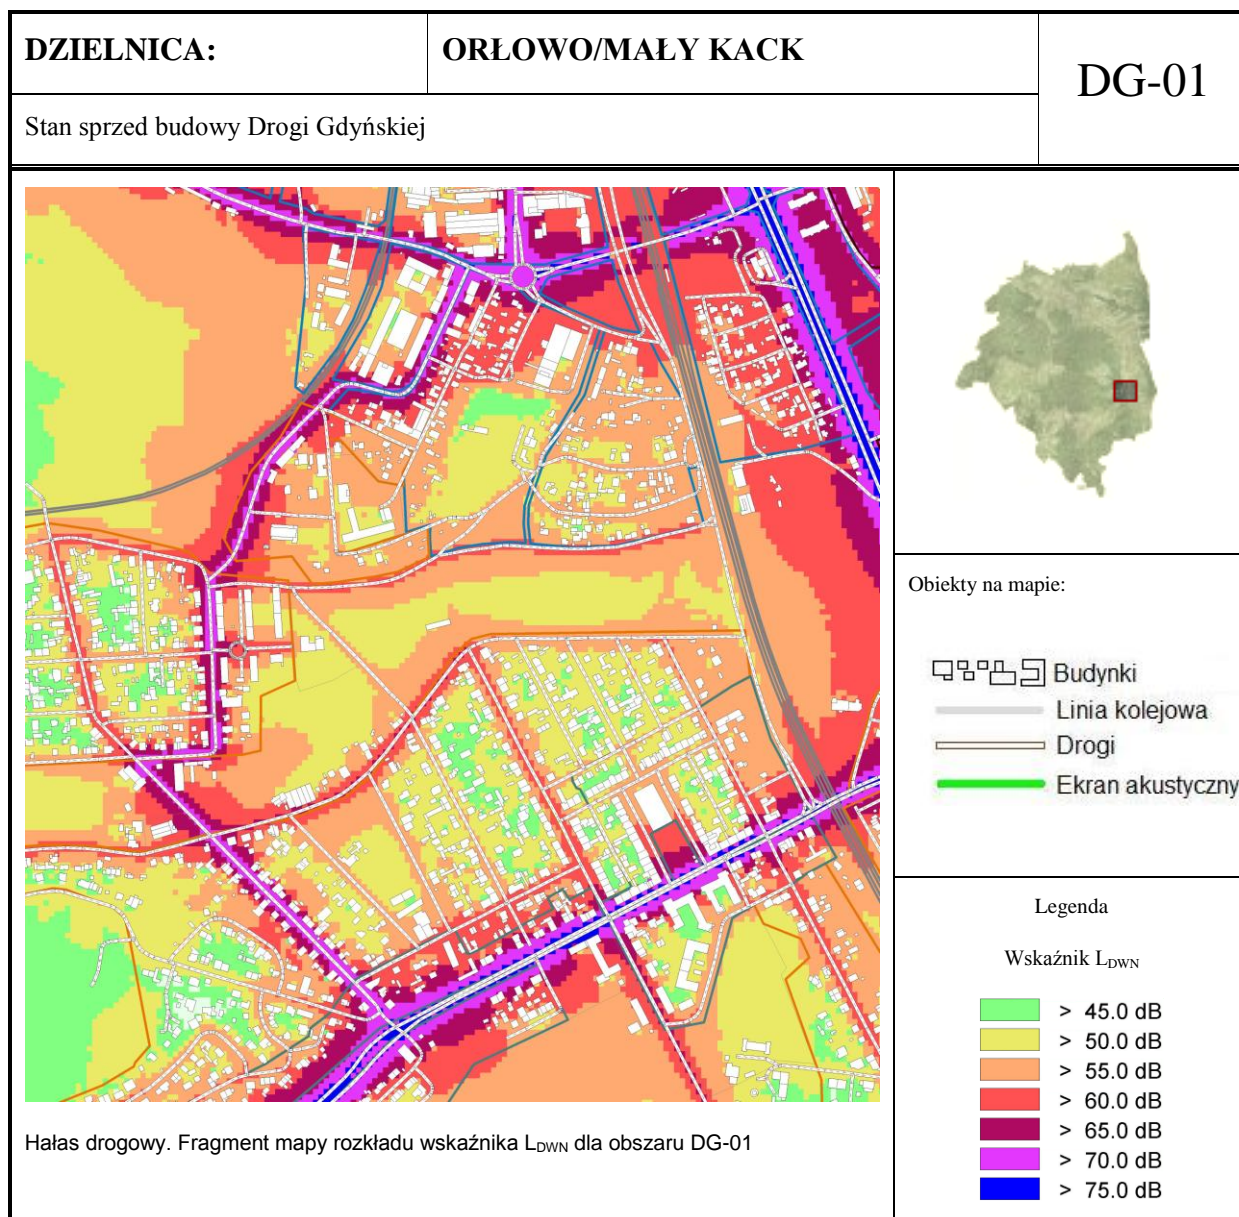 DZIELNICA:
ORŁOWO/MAŁY KACK
DG-01
Stan sprzed budowy Drogi Gdyńskiej
Obiekty na mapie:
Budynki
Linia kolejowa
Drogi
Ekran akustyczny
Legenda
Wskaźnik LDWN
> 45.0 dB
> 50.0 dB
> 55.0 dB
> 60.0 dB
> 65.0 dB
> 70.0 dB
> 75.0 dB
Hałas drogowy. Fragment mapy rozkładu wskaźnika LDWN dla obszaru DG-01